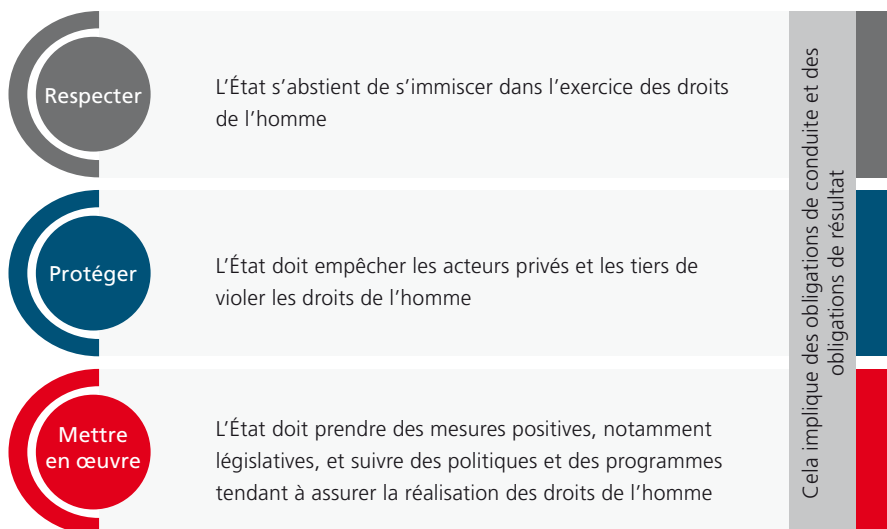 Respecter
L’État s’abstient de s’immiscer dans l’exercice des droits
de l’homme
Protéger
L’État doit empêcher les acteurs privés et les tiers de
violer les droits de l’homme
Mettre
en œuvre
L’État doit prendre des mesures positives, notamment
législatives, et suivre des politiques et des programmes
tendant à assurer la réalisation des droits de l’homme
Cela implique des obligations de conduite et des
obligations de résultat